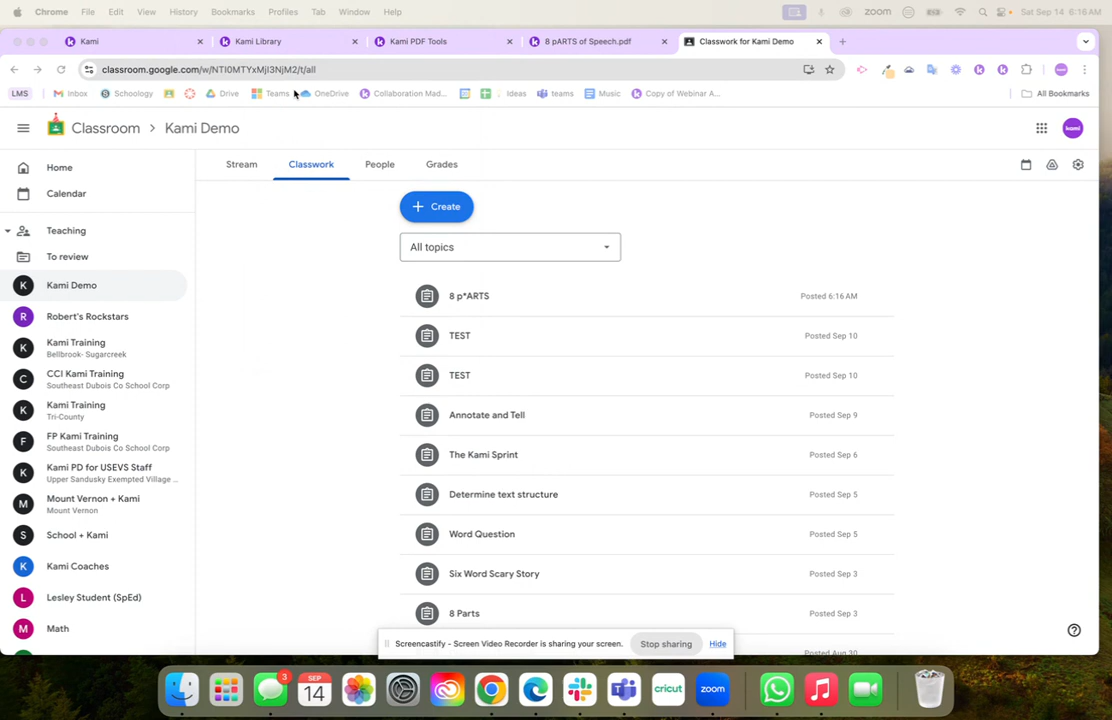 Chrome File Edit View History Bookmarks Profiles Tab Window Help zoom Sat Sep 14 6:16 AM
Kami Kami Library Kami PDF Tools 8 pARTS of Speech.pdf Classwork for Kami Demo
classroom.google.com/w/NTI0MTYxMjI3NjM2/t/all
LMS Inbox Schoology Drive Teams OneDrive Collaboration Mad... Ideas teams Music Copy of Webinar A... All Bookmarks
Classroom > Kami Demo kami
Stream Classwork People Grades
Home
Calendar
Teaching
To review
K Kami Demo
R Robert's Rockstars
K Kami Training
Bellbrook- Sugarcreek
C CCI Kami Training
Southeast Dubois Co School Corp
K Kami Training
Tri-County
F FP Kami Training
Southeast Dubois Co School Corp
K Kami PD for USEVS Staff
Upper Sandusky Exempted Village ...
M Mount Vernon + Kami
Mount Vernon
S School + Kami
K Kami Coaches
L Lesley Student (SpEd)
M Math
+ Create
All topics
8 p*ARTS Posted 6:16 AM
TEST Posted Sep 10
TEST Posted Sep 10
Annotate and Tell Posted Sep 9
The Kami Sprint Posted Sep 6
Determine text structure Posted Sep 5
Word Question Posted Sep 5
Six Word Scary Story Posted Sep 3
8 Parts Posted Sep 3
Posted Aug 30
Screencastify - Screen Video Recorder is sharing your screen. Stop sharing Hide
3 SEP 14 cricut zoom